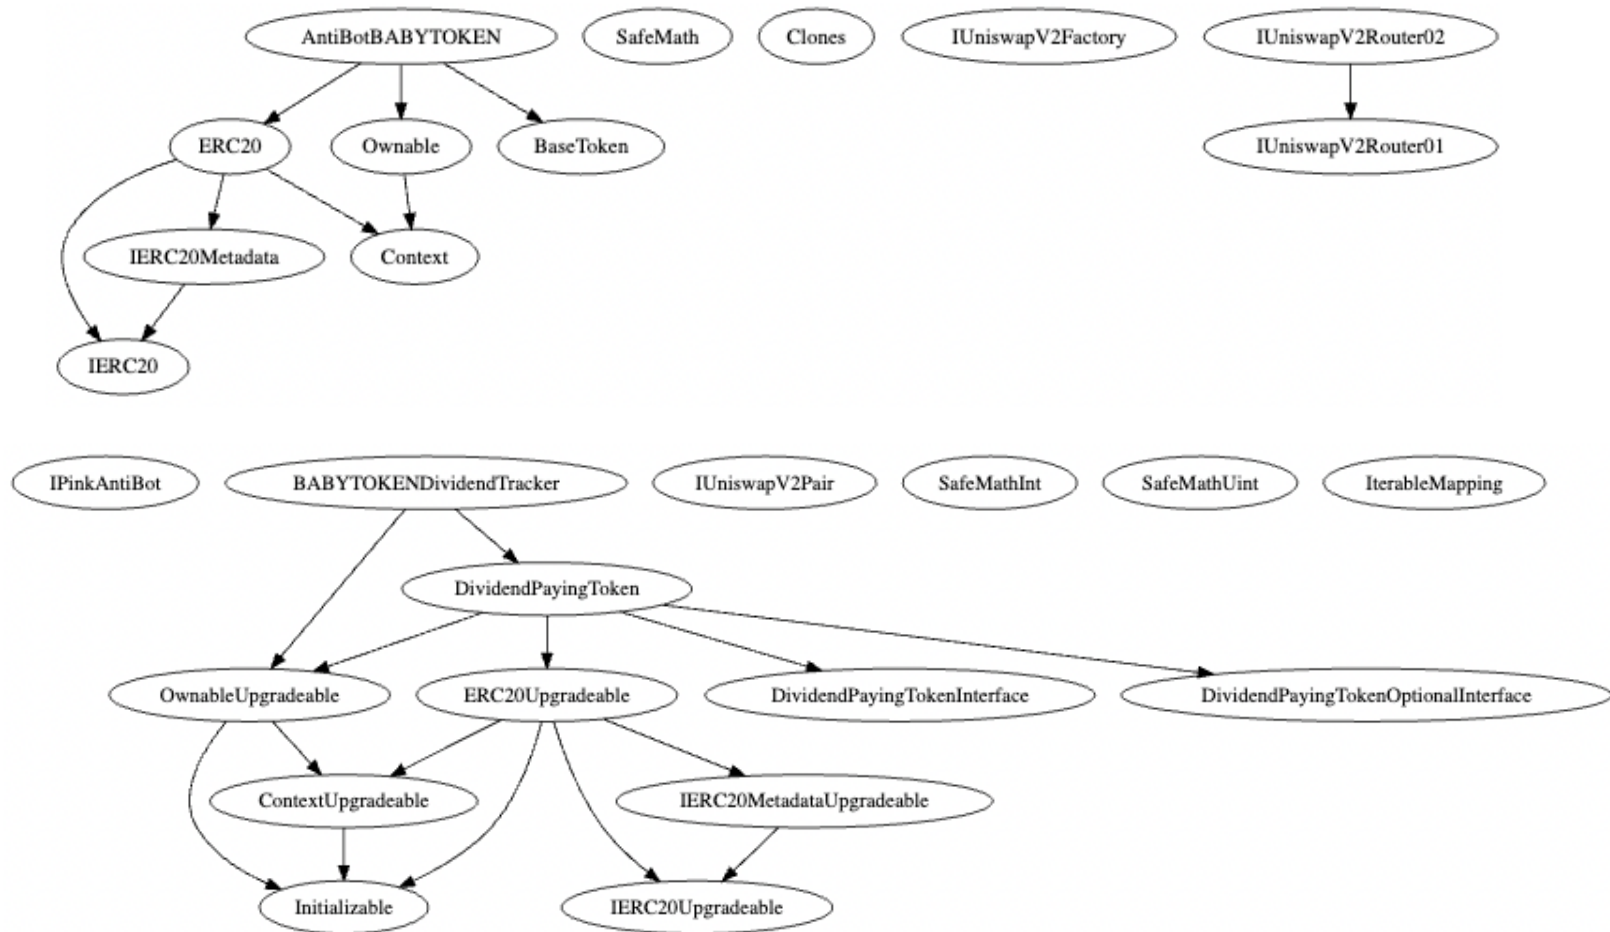 AntiBotBABYTOKEN
SafeMath
Clones
IUniswapV2Factory
IUniswapV2Router02
ERC20
Ownable
BaseToken
IUniswapV2Router01
IERC20Metadata
Context
IERC20
IPinkAntiBot
BABYTOKENDividendTracker
IUniswapV2Pair
SafeMathInt
SafeMathUint
IterableMapping
DividendPayingToken
OwnableUpgradeable
ERC20Upgradeable
DividendPayingTokenInterface
DividendPayingTokenOptionalInterface
ContextUpgradeable
IERC20MetadataUpgradeable
Initializable
IERC20Upgradeable